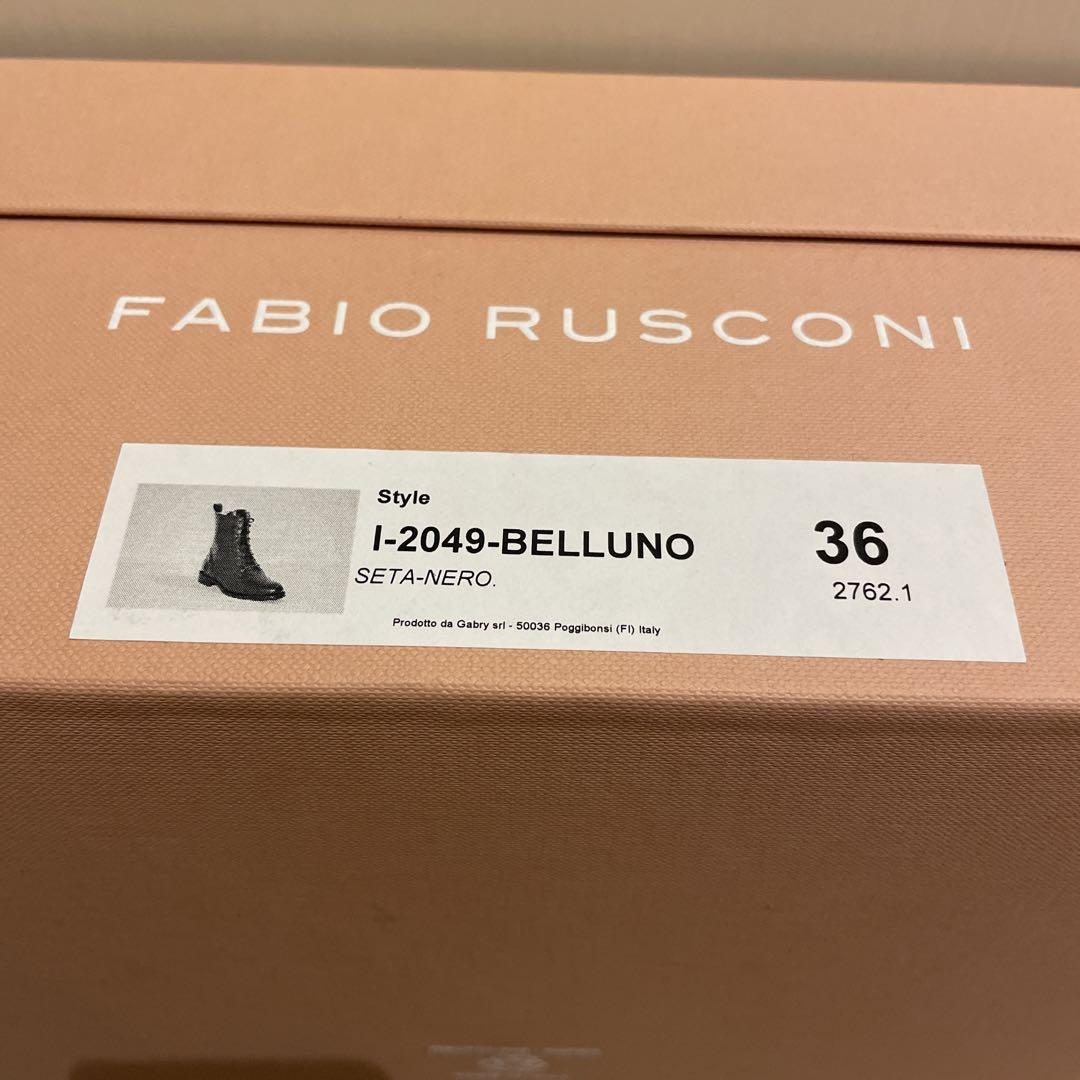 FABIO RUSCONI
Style
I-2049-BELLUNO
36
SETA-NERO.
2762.1
Prodotto da Gabry srl - 50036 Poggibonsi (FI) Italy